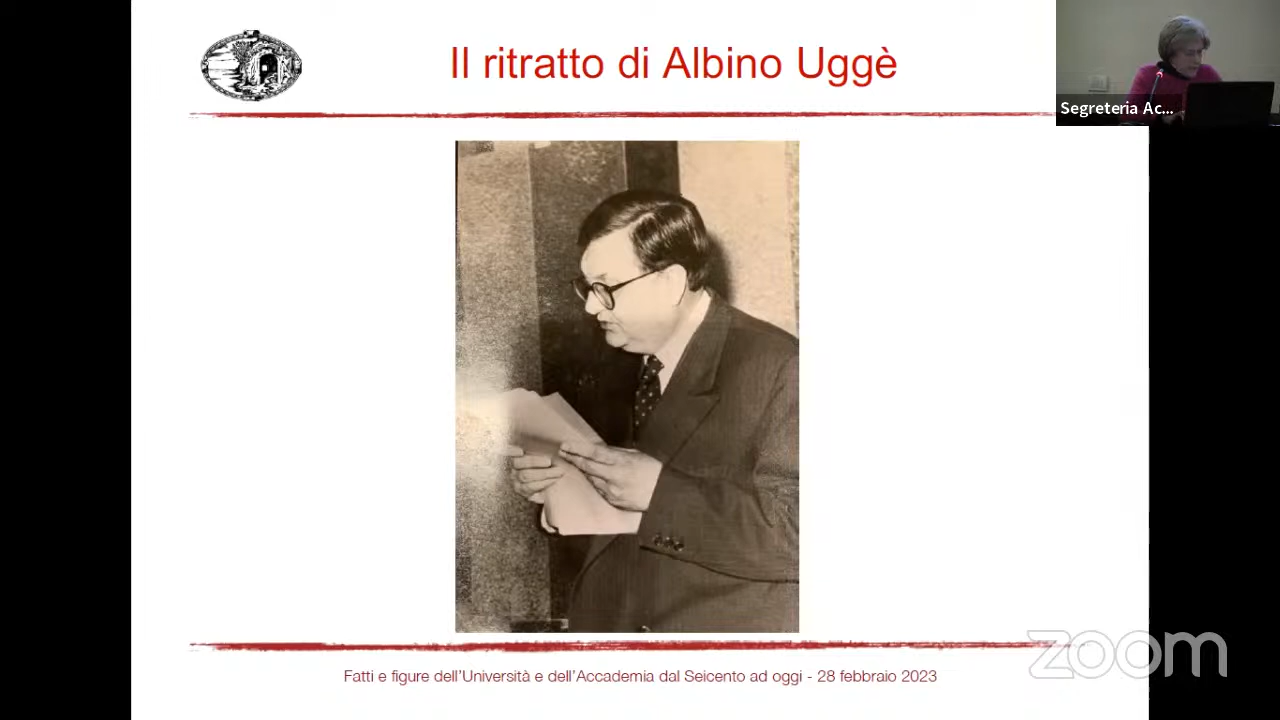 Il ritratto di Albino Uggè
Segreteria Ac...
Fatti e figure dell'Università e dell'Accademia dal Seicento ad oggi - 28 febbraio 2023
zoom